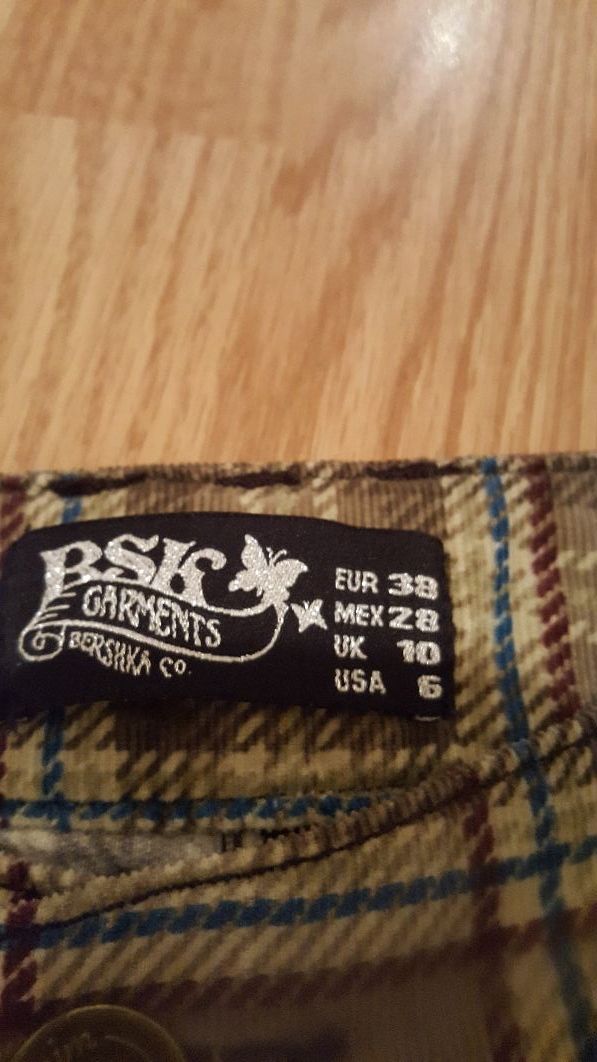 BSK
GARMENTS
BERSHKA CO.
EUR 38
MEX 28
UK 10
USA 6